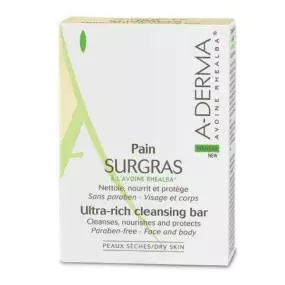 Pain
SURGRAS
À L'AVOINE RHEALBA®
Nettoie, nourrit et protège
Sans paraben - Visage et corps
Ultra-rich cleansing bar
Cleanses, nourishes and protects
Paraben-free - Face and body
PEAUX SÈCHES/DRY SKIN
A-DERMA®
AVOINE RHEALBA®
NOUVEAU
NEW